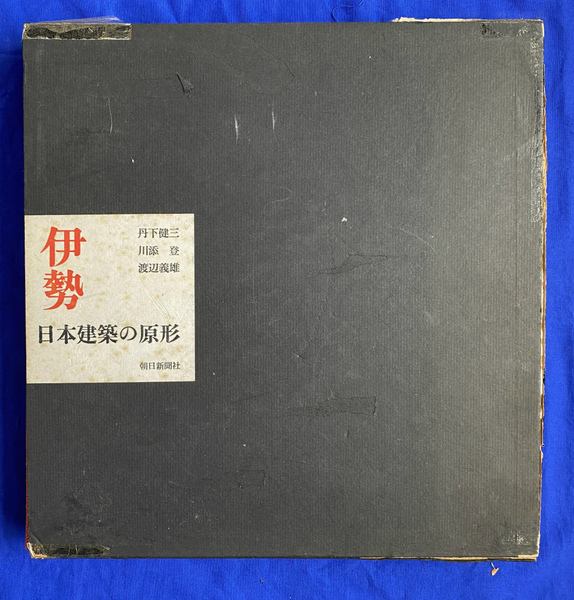 伊勢
丹下健三
川添 登
渡辺義雄
日本建築の原形
朝日新聞社